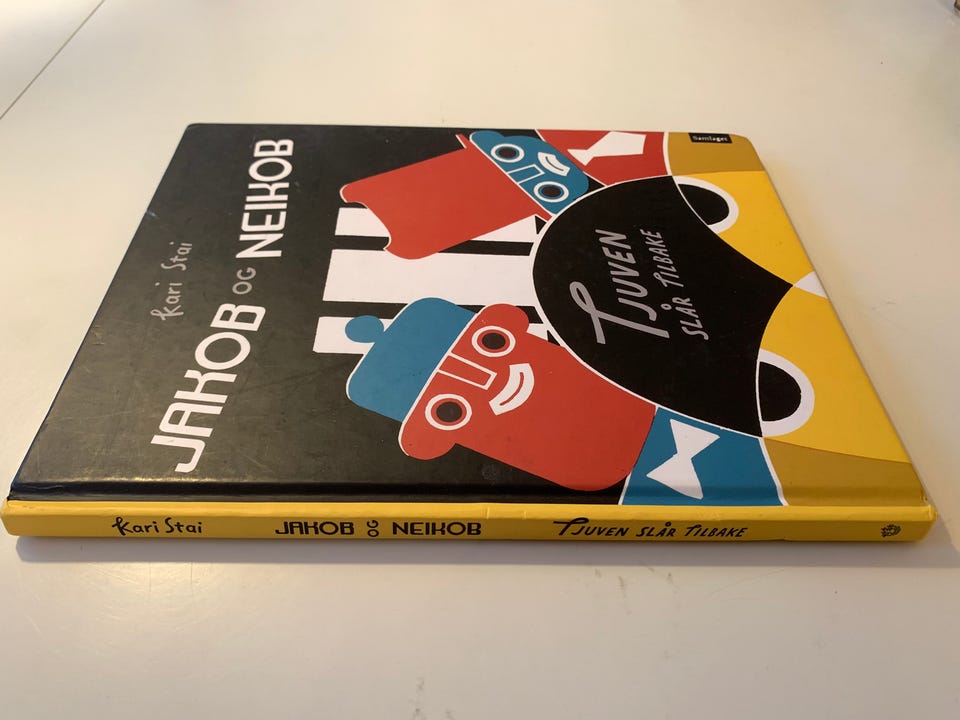 Kari Stai
JAKOB OG NEIKOB
TJUVEN
SLÅR TILBAKE
Samlaget
Kari Stai JAKOB OG NEIKOB TJUVEN SLÅR TILBAKE